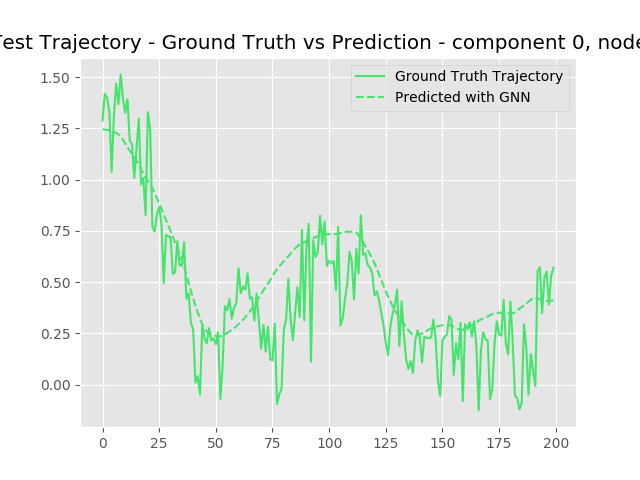 Test Trajectory - Ground Truth vs Prediction - component 0, node
Ground Truth Trajectory
Predicted with GNN
1.50
1.25
1.00
0.75
0.50
0.25
0.00
0 25 50 75 100 125 150 175 200